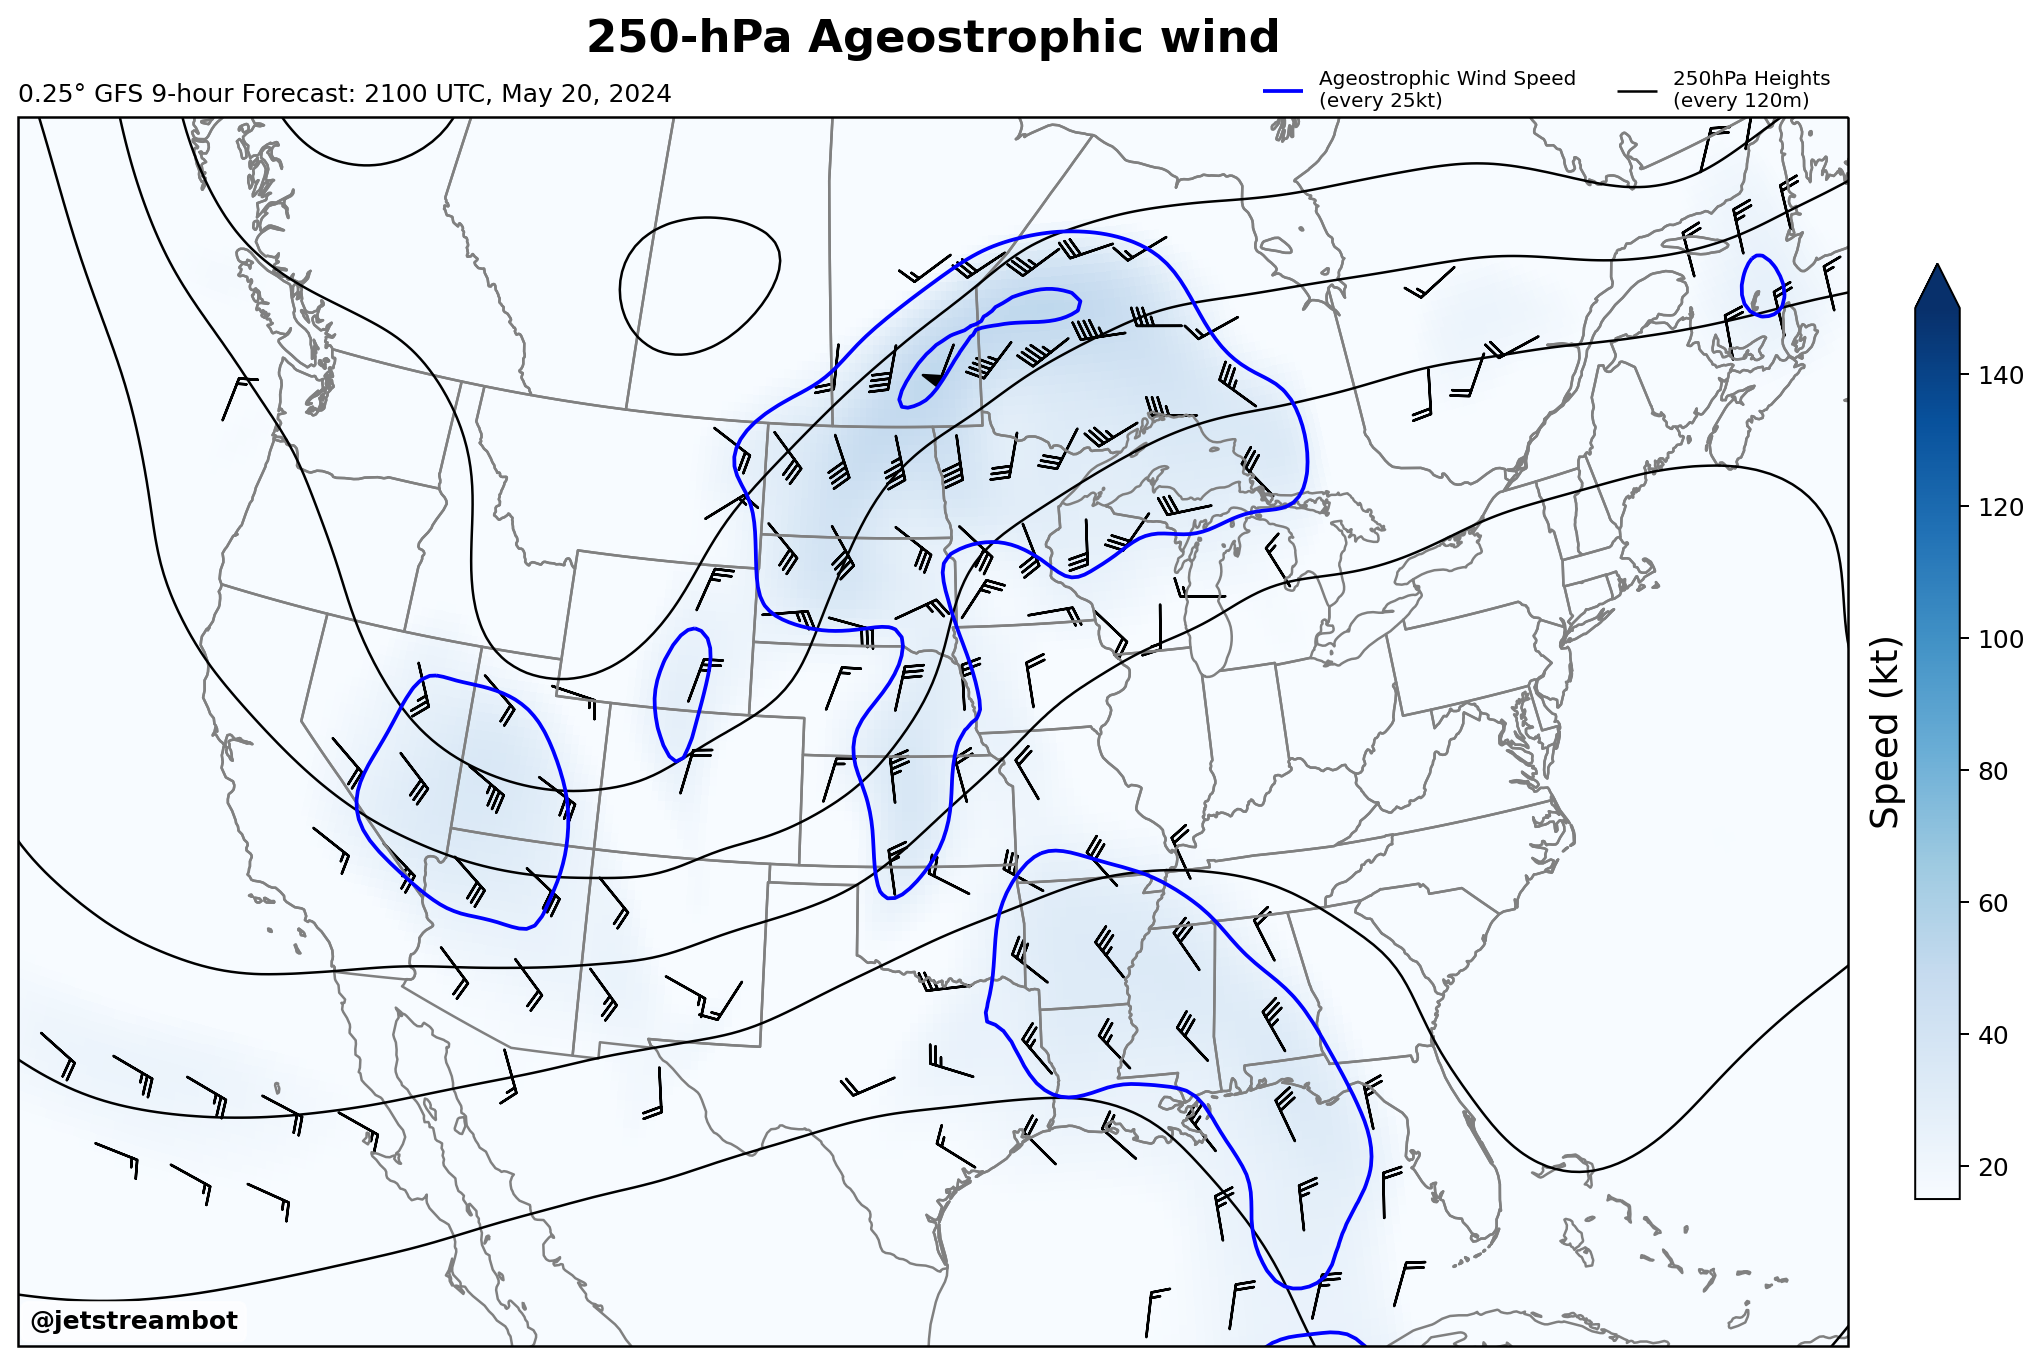 250-hPa Ageostrophic wind
0.25° GFS 9-hour Forecast: 2100 UTC, May 20, 2024
Ageostrophic Wind Speed
(every 25kt)
250hPa Heights
(every 120m)
140
120
100
80
60
40
20
Speed (kt)
@jetstreambot